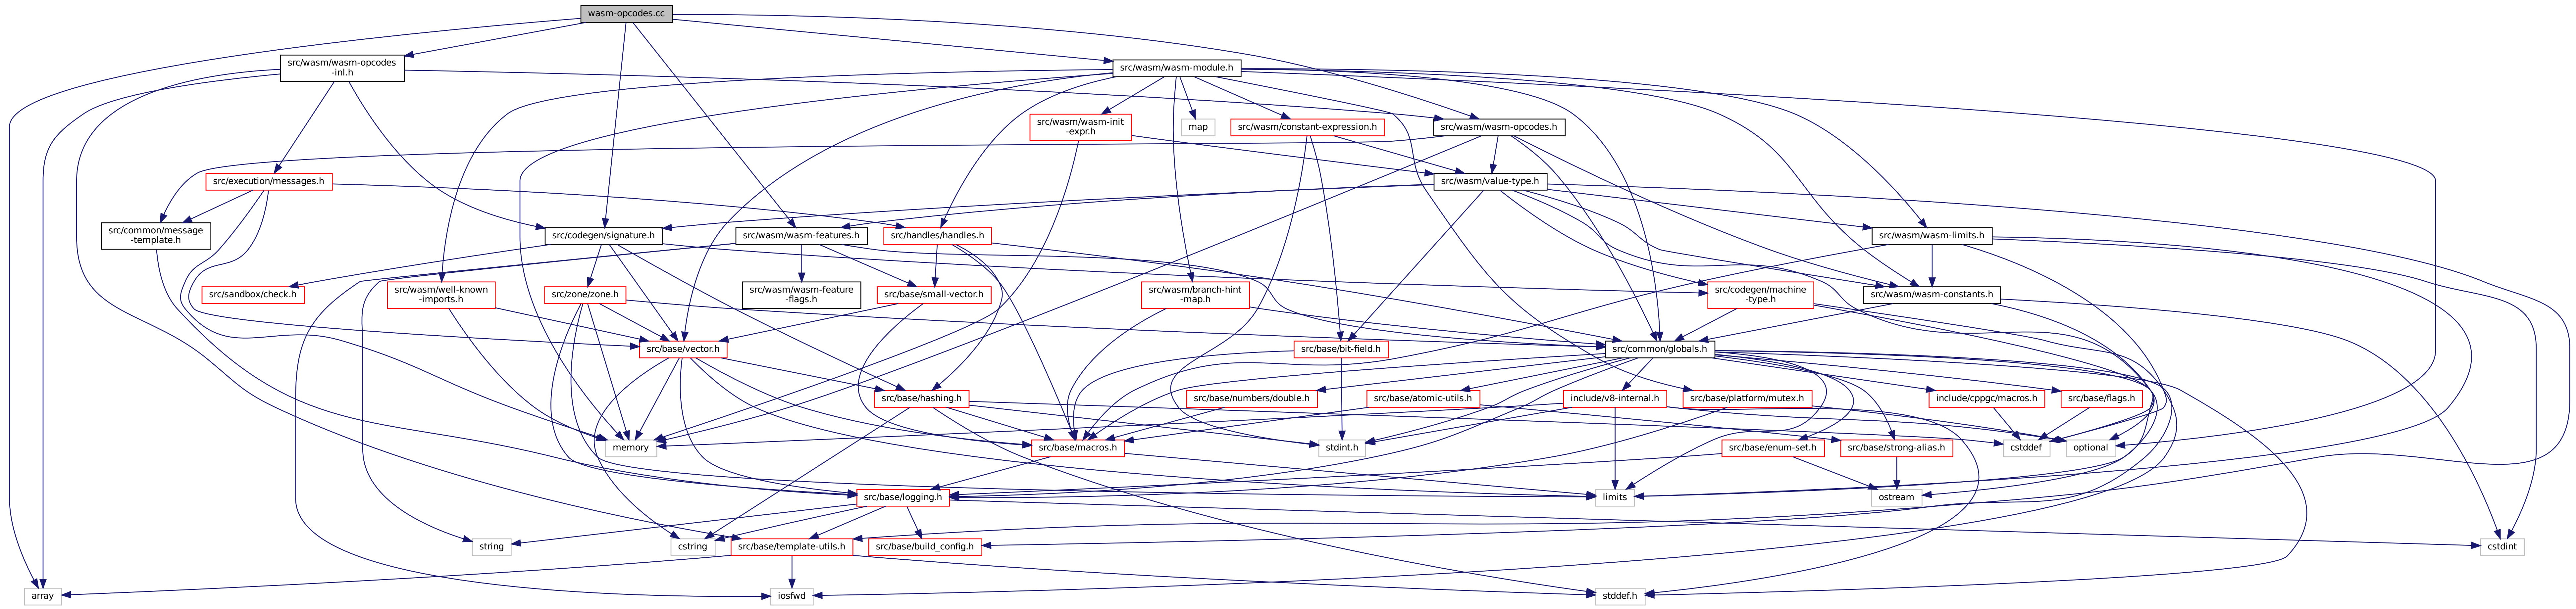 wasm-opcodes.cc
src/wasm/wasm-opcodes
-inl.h
src/wasm/wasm-module.h
src/wasm/wasm-init
-expr.h
map
src/wasm/constant-expression.h
src/wasm/wasm-opcodes.h
src/execution/messages.h
src/wasm/value-type.h
src/common/message
-template.h
src/codegen/signature.h
src/wasm/wasm-features.h
src/handles/handles.h
src/wasm/wasm-limits.h
src/sandbox/check.h
src/wasm/well-known
-imports.h
src/zone/zone.h
src/wasm/wasm-feature
-flags.h
src/base/small-vector.h
src/wasm/branch-hint
-map.h
src/codegen/machine
-type.h
src/wasm/wasm-constants.h
src/base/vector.h
src/base/bit-field.h
src/common/globals.h
src/base/hashing.h
src/base/numbers/double.h
src/base/atomic-utils.h
include/v8-internal.h
src/base/platform/mutex.h
include/cppgc/macros.h
src/base/flags.h
memory
src/base/macros.h
stdint.h
src/base/enum-set.h
src/base/strong-alias.h
cstddef
optional
src/base/logging.h
limits
ostream
string
cstring
src/base/template-utils.h
src/base/build_config.h
cstdint
array
iosfwd
stddef.h